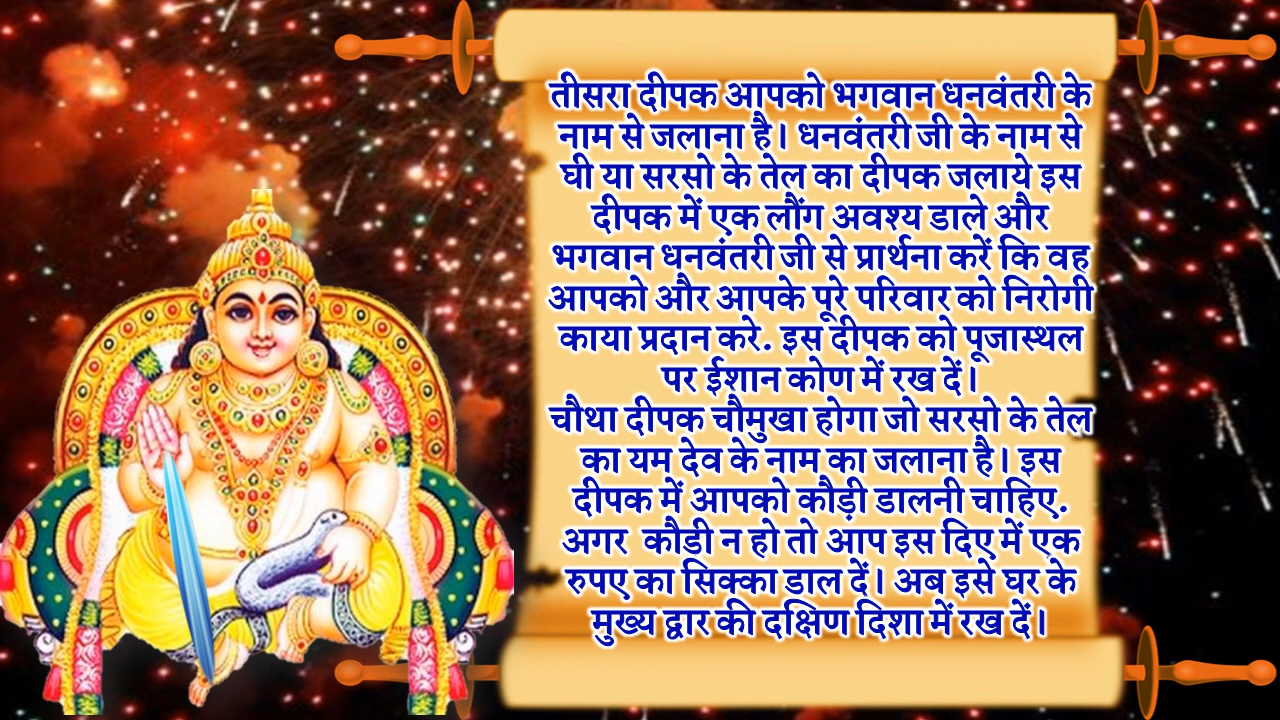 तीसरा दीपक आपको भगवान धनवंतरी के
नाम से जलाना है। धनवंतरी जी के नाम से
घी या सरसो के तेल का दीपक जलाये इस
दीपक में एक लौंग अवश्य डाले और
भगवान धनवंतरी जी से प्रार्थना करें कि वह
आपको और आपके पूरे परिवार को निरोगी
काया प्रदान करे. इस दीपक को पूजास्थल
पर ईशान कोण में रख दें।
चौथा दीपक चौमुखा होगा जो सरसो के तेल
का यम देव के नाम का जलाना है। इस
दीपक में आपको कौड़ी डालनी चाहिए.
अगर कौडी न हो तो आप इस दिए में एक
रुपए का सिक्का डाल दें। अब इसे घर के
मुख्य द्वार की दक्षिण दिशा में रख दें।